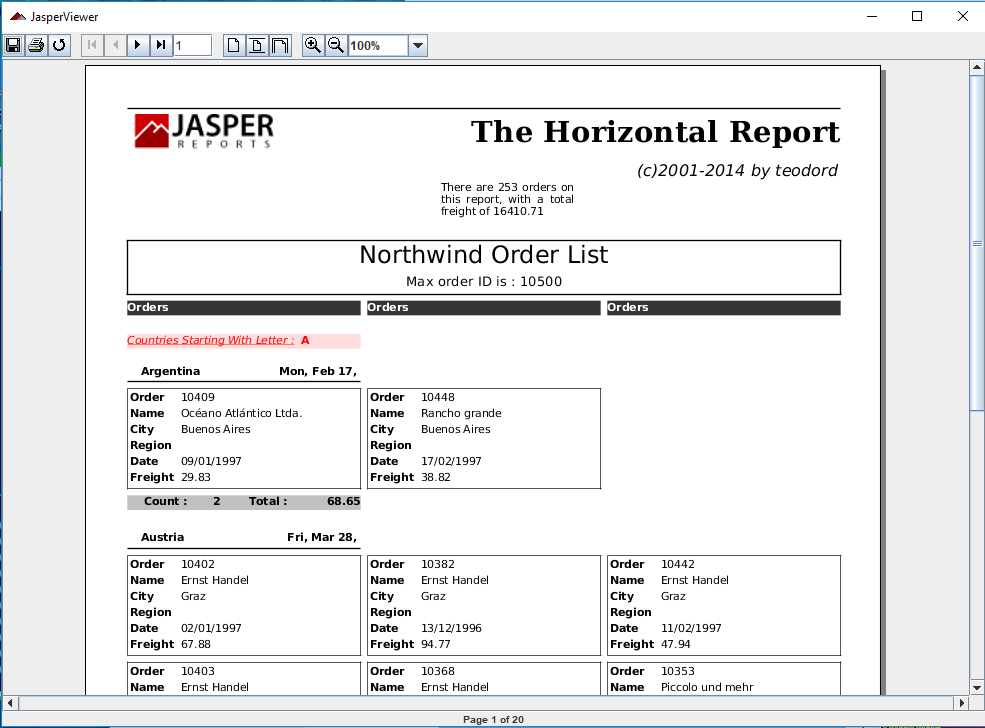 JasperViewer
1
100%
JASPER
REPORTS
The Horizontal Report
(c)2001-2014 by teodord
There are 253 orders on
this report, with a total
freight of 16410.71
Northwind Order List
Max order ID is : 10500
Orders Orders Orders
Countries Starting With Letter : A
Argentina Mon, Feb 17,
Order 10409 Order 10448
Name Océano Atlántico Ltda. Name Rancho grande
City Buenos Aires City Buenos Aires
Region Region
Date 09/01/1997 Date 17/02/1997
Freight 29.83 Freight 38.82
Count : 2 Total : 68.65
Austria Fri, Mar 28,
Order 10402 Order 10382 Order 10442
Name Ernst Handel Name Ernst Handel Name Ernst Handel
City Graz City Graz City Graz
Region Region Region
Date 02/01/1997 Date 13/12/1996 Date 11/02/1997
Freight 67.88 Freight 94.77 Freight 47.94
Order 10403 Order 10368 Order 10353
Name Ernst Handel Name Ernst Handel Name Piccolo und mehr
Page 1 of 20